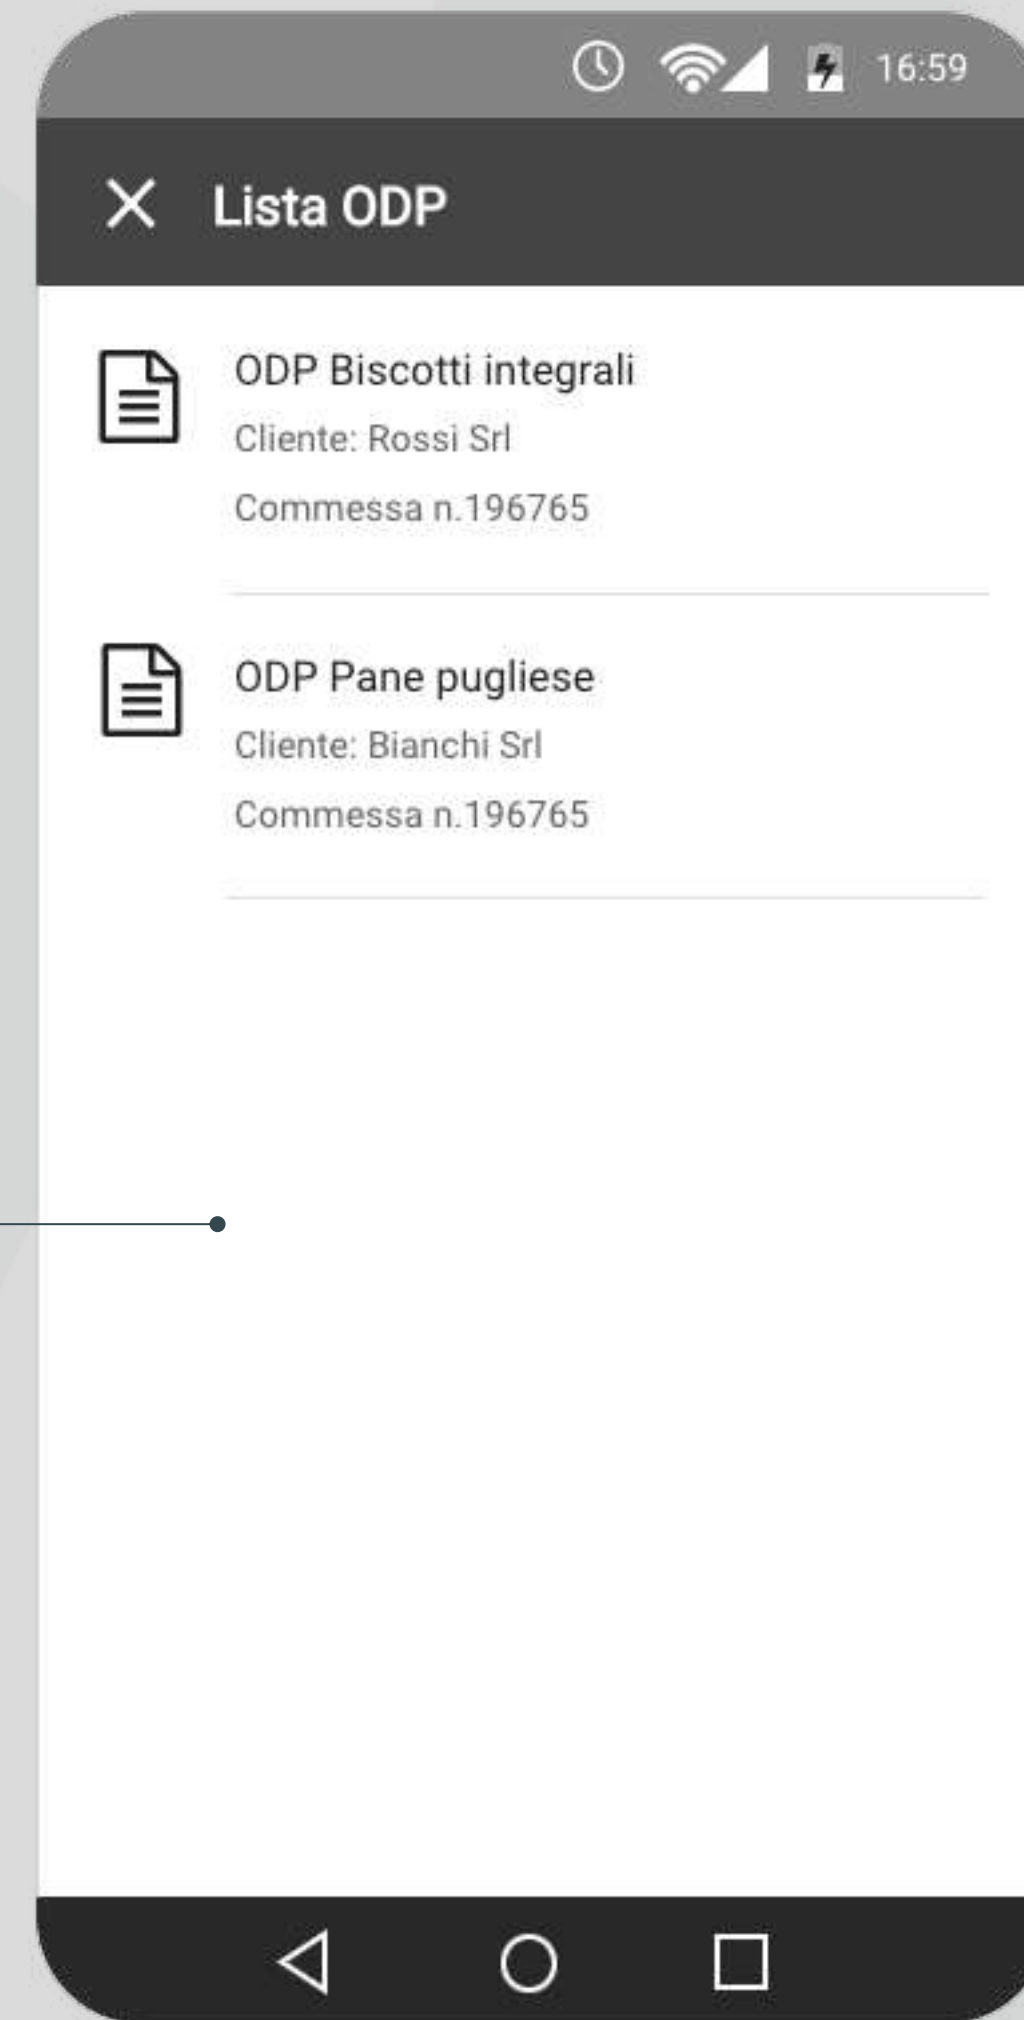 16:59
Lista ODP
ODP Biscotti integrali
Cliente: Rossi Srl
Commessa n.196765
ODP Pane pugliese
Cliente: Bianchi Srl
Commessa n.196765